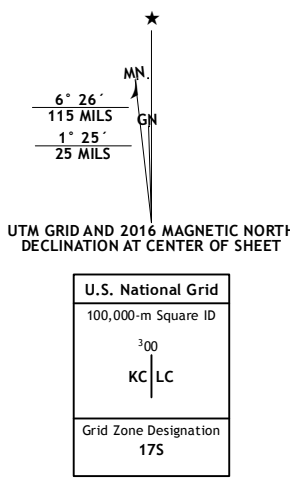 ★
MN
6° 26´
115 MILS
GN
1° 25´
25 MILS
UTM GRID AND 2016 MAGNETIC NORTH
DECLINATION AT CENTER OF SHEET
U.S. National Grid
100,000-m Square ID
³00
KC LC
Grid Zone Designation
17S